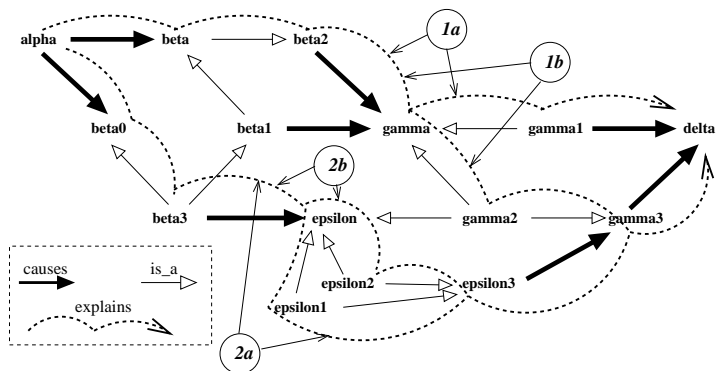 1a
alpha beta beta2
1b
beta0 beta1 gamma gamma1 delta
2b
beta3 epsilon gamma2 gamma3
causes is_a
epsilon2 epsilon3
explains
epsilon1
2a